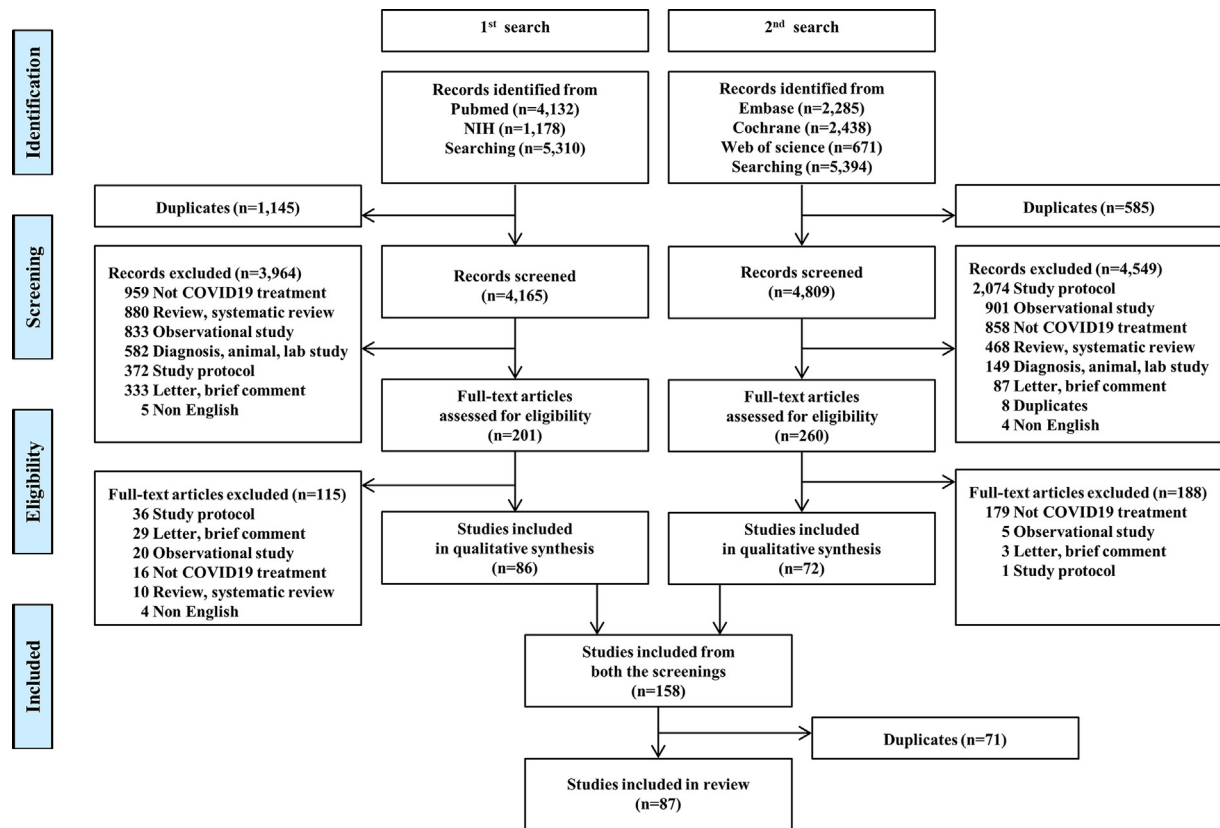 Identification
1st search
2nd search
Records identified from
Pubmed (n=4,132)
NIH (n=1,178)
Searching (n=5,310)
Records identified from
Embase (n=2,285)
Cochrane (n=2,438)
Web of science (n=671)
Searching (n=5,394)
Duplicates (n=1,145)
Duplicates (n=585)
Screening
Records excluded (n=3,964)
959 Not COVID19 treatment
880 Review, systematic review
833 Observational study
582 Diagnosis, animal, lab study
372 Study protocol
333 Letter, brief comment
5 Non English
Records screened
(n=4,165)
Records screened
(n=4,809)
Records excluded (n=4,549)
2,074 Study protocol
901 Observational study
858 Not COVID19 treatment
468 Review, systematic review
149 Diagnosis, animal, lab study
87 Letter, brief comment
8 Duplicates
4 Non English
Full-text articles
assessed for eligibility
(n=201)
Full-text articles
assessed for eligibility
(n=260)
Eligibility
Full-text articles excluded (n=115)
36 Study protocol
29 Letter, brief comment
20 Observational study
16 Not COVID19 treatment
10 Review, systematic review
4 Non English
Studies included
in qualitative synthesis
(n=86)
Studies included
in qualitative synthesis
(n=72)
Full-text articles excluded (n=188)
179 Not COVID19 treatment
5 Observational study
3 Letter, brief comment
1 Study protocol
Included
Studies included from
both the screenings
(n=158)
Duplicates (n=71)
Studies included in review
(n=87)